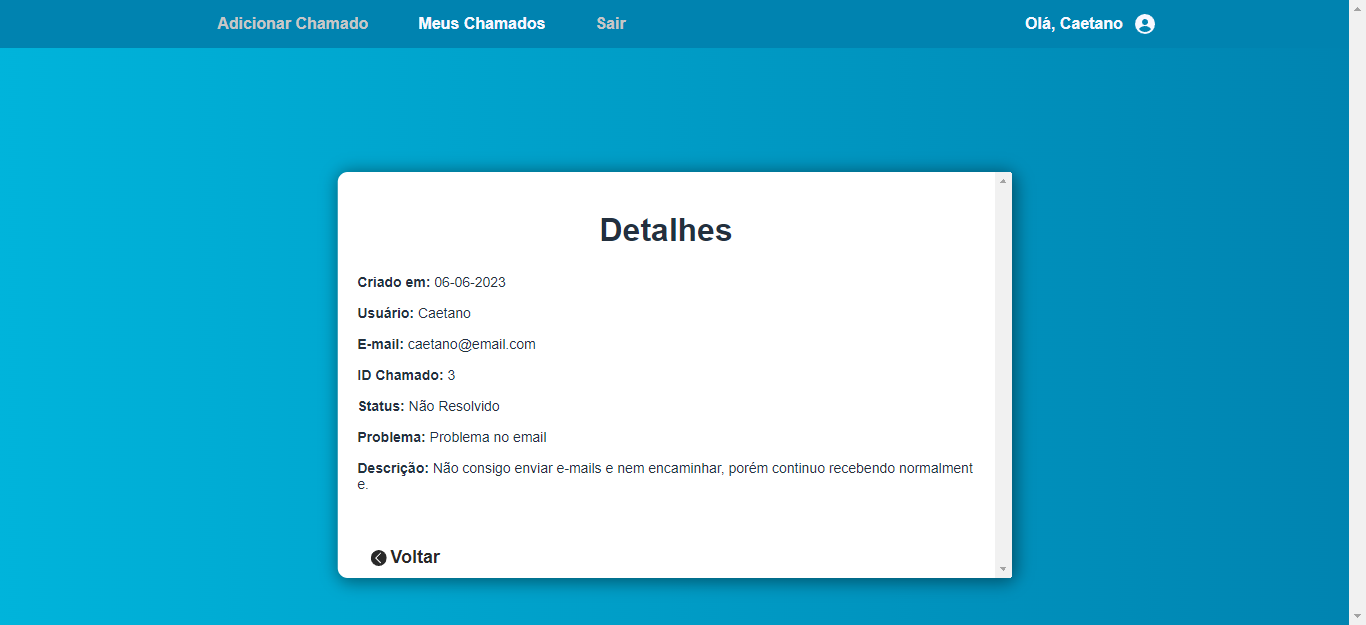 Adicionar Chamado Meus Chamados Sair Olá, Caetano
Detalhes
Criado em: 06-06-2023
Usuário: Caetano
E-mail: caetano@email.com
ID Chamado: 3
Status: Não Resolvido
Problema: Problema no email
Descrição: Não consigo enviar e-mails e nem encaminhar, porém continuo recebendo normalment
e.
Voltar